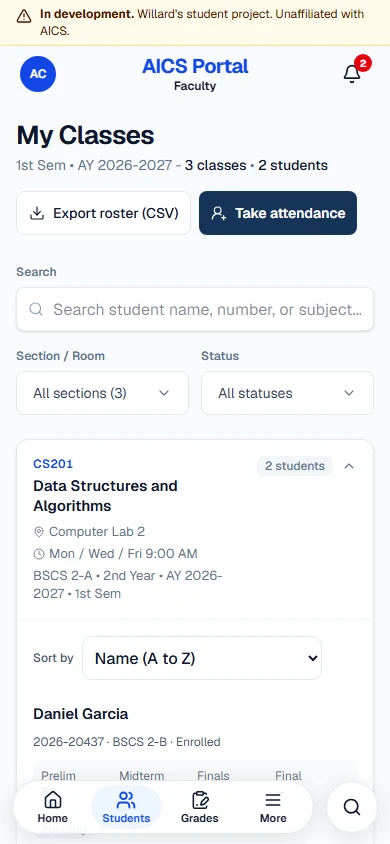 In development. Willard's student project. Unaffiliated with
AICS.
AC
AICS Portal
Faculty
2
My Classes
1st Sem • AY 2026-2027 - 3 classes • 2 students
Export roster (CSV)
Take attendance
Search
Search student name, number, or subject...
Section / Room
Status
All sections (3)
All statuses
CS201
2 students
Data Structures and
Algorithms
Computer Lab 2
Mon / Wed / Fri 9:00 AM
BSCS 2-A • 2nd Year • AY 2026-
2027 • 1st Sem
Sort by
Name (A to Z)
Daniel Garcia
2026-20437 · BSCS 2-B · Enrolled
Prelim
Midterm
Finals
Final
Home
Students
Grades
More